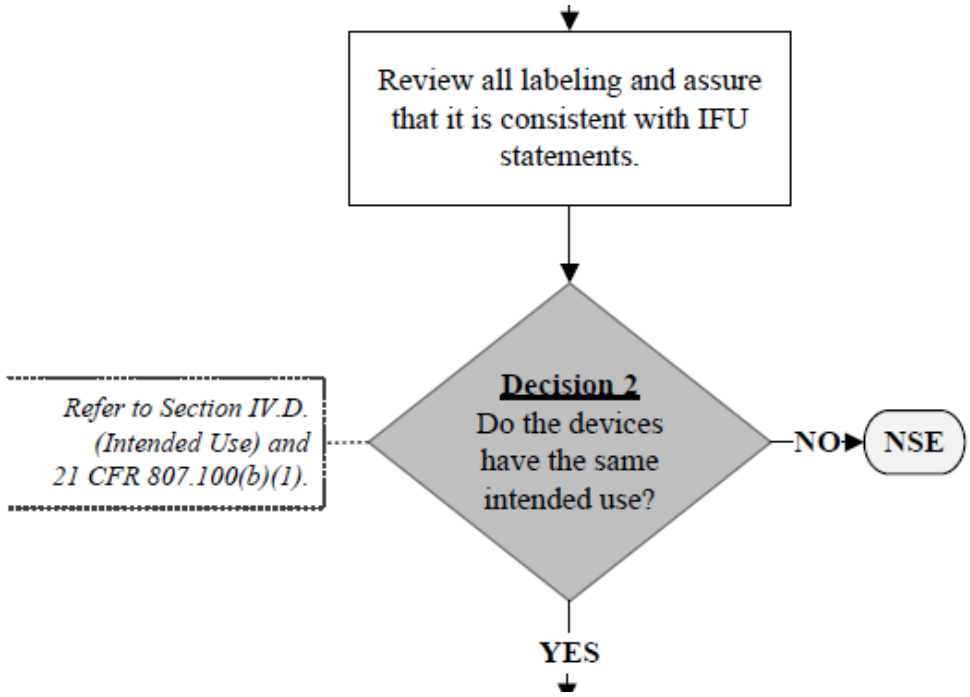 Review all labeling and assure
that it is consistent with IFU
statements.
Decision 2
Do the devices
have the same
intended use?
Refer to Section IV.D.
(Intended Use) and
21 CFR 807.100(b)(1).
NO
NSE
YES